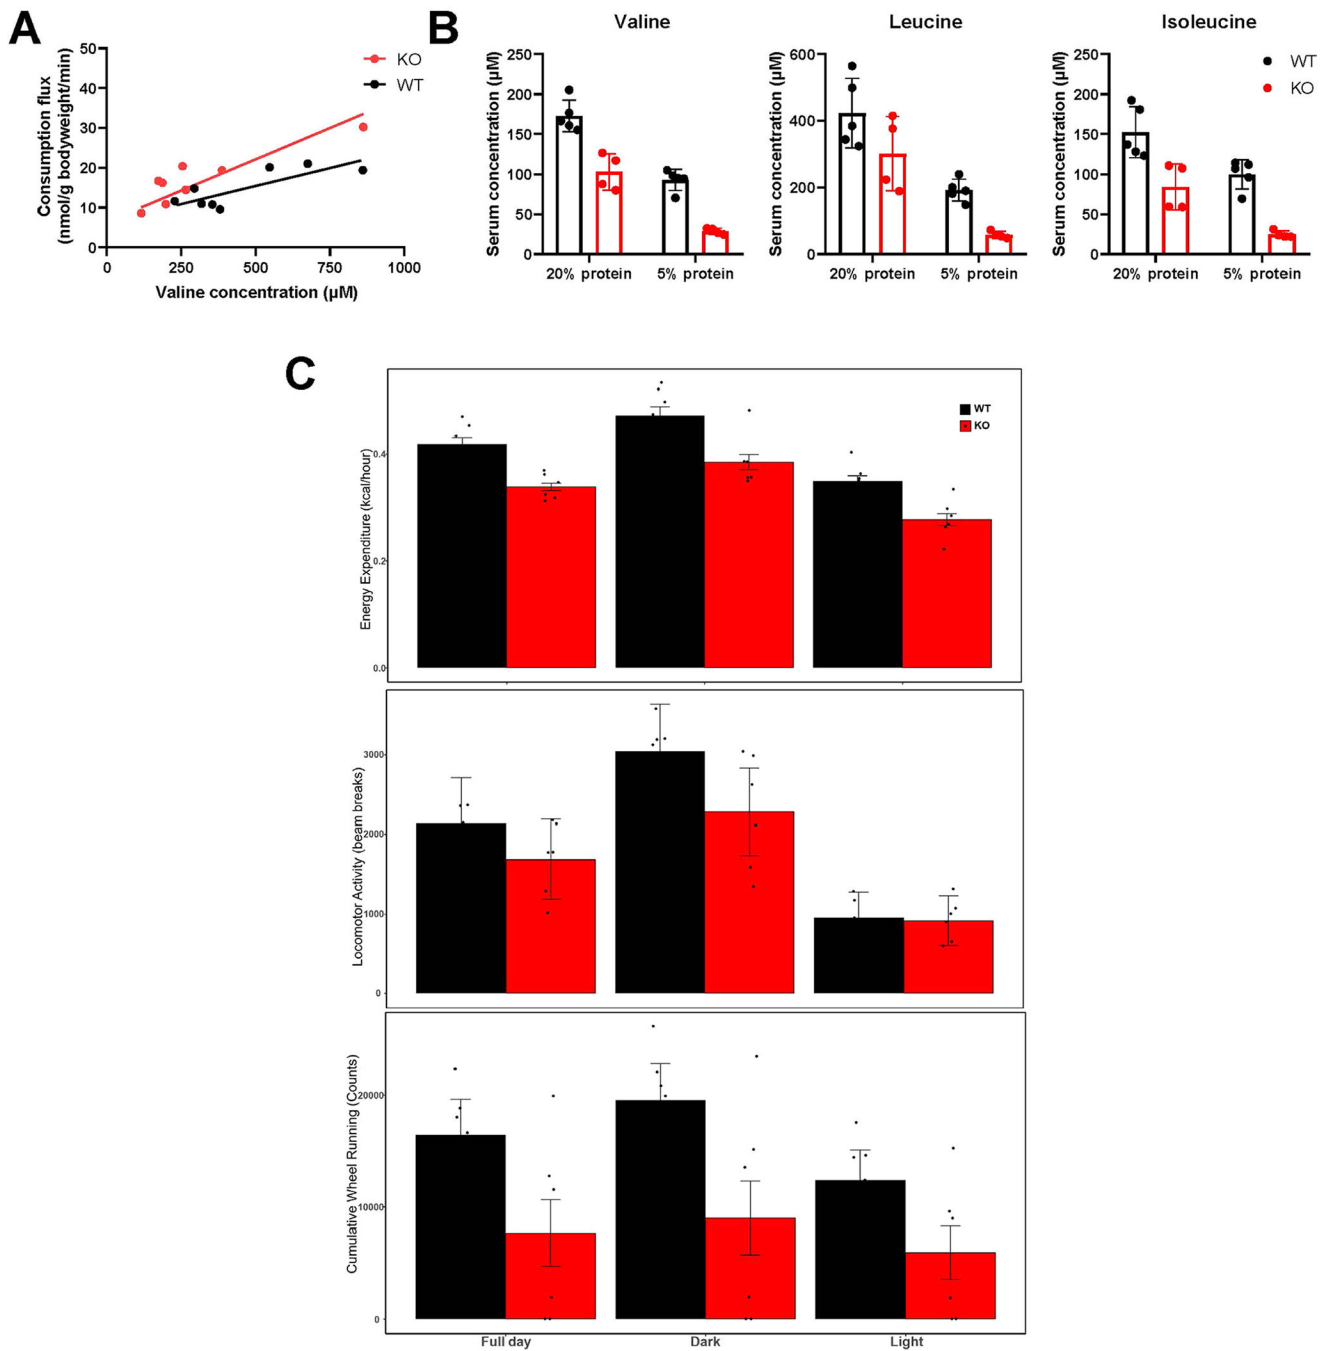 A
Consumption flux
(nmol/g bodyweight/min)
50
40
30
20
10
0
0 250 500 750 1000
Valine concentration (µM)
KO
WT
B
Valine
Serum concentration (µM)
250
200
150
100
50
0
20% protein 5% protein
Leucine
Serum concentration (µM)
600
400
200
0
20% protein 5% protein
Isoleucine
Serum concentration (µM)
250
200
150
100
50
0
20% protein 5% protein
WT
KO
C
Energy Expenditure (kcal/hour)
0.4
0.2
0.0
WT
KO
Locomotor Activity (beam breaks)
3000
2000
1000
0
Cumulative Wheel Running (Counts)
20000
10000
0
Full day Dark Light